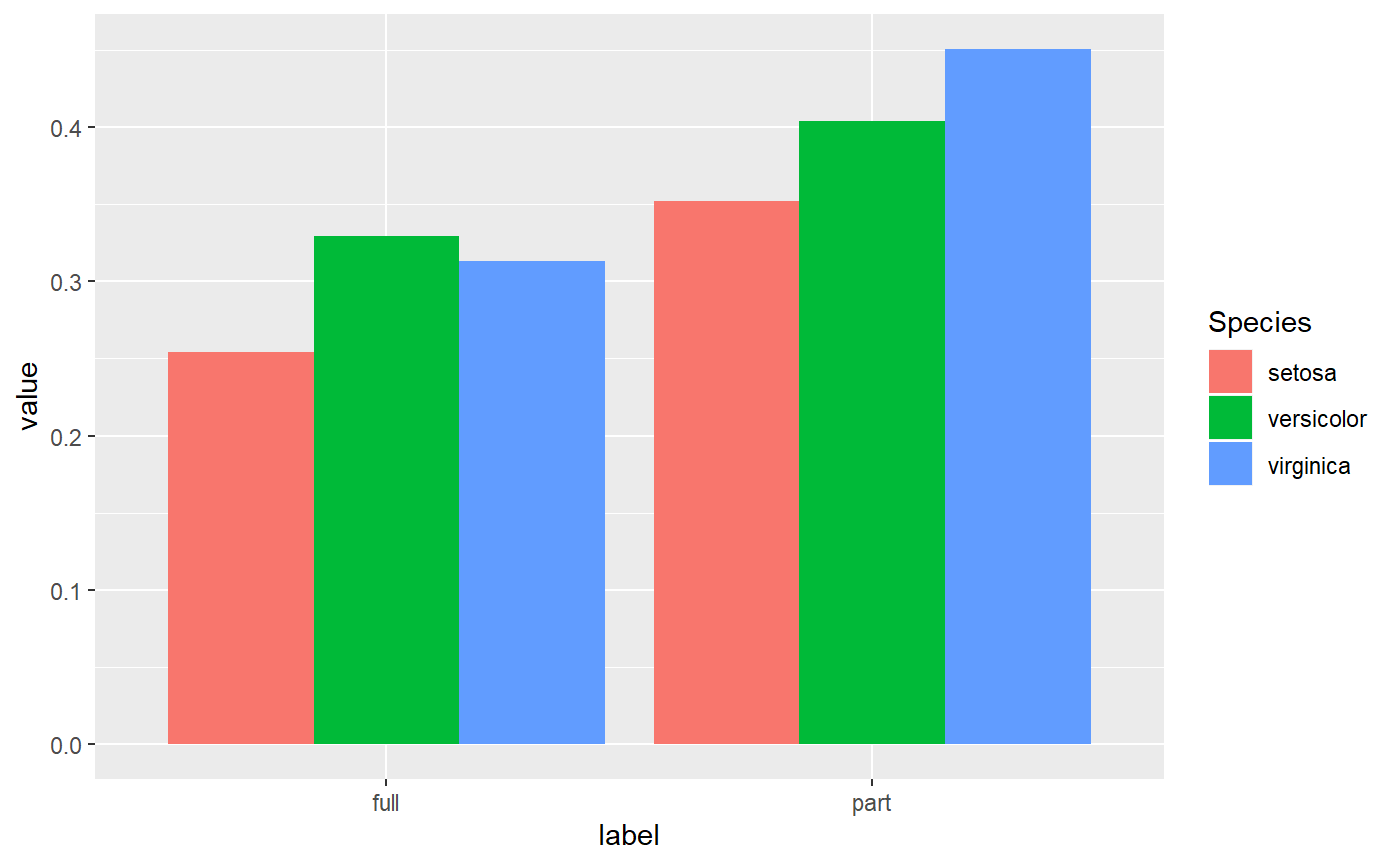 value
0.4
0.3
0.2
0.1
0.0
full
part
label
Species
setosa
versicolor
virginica